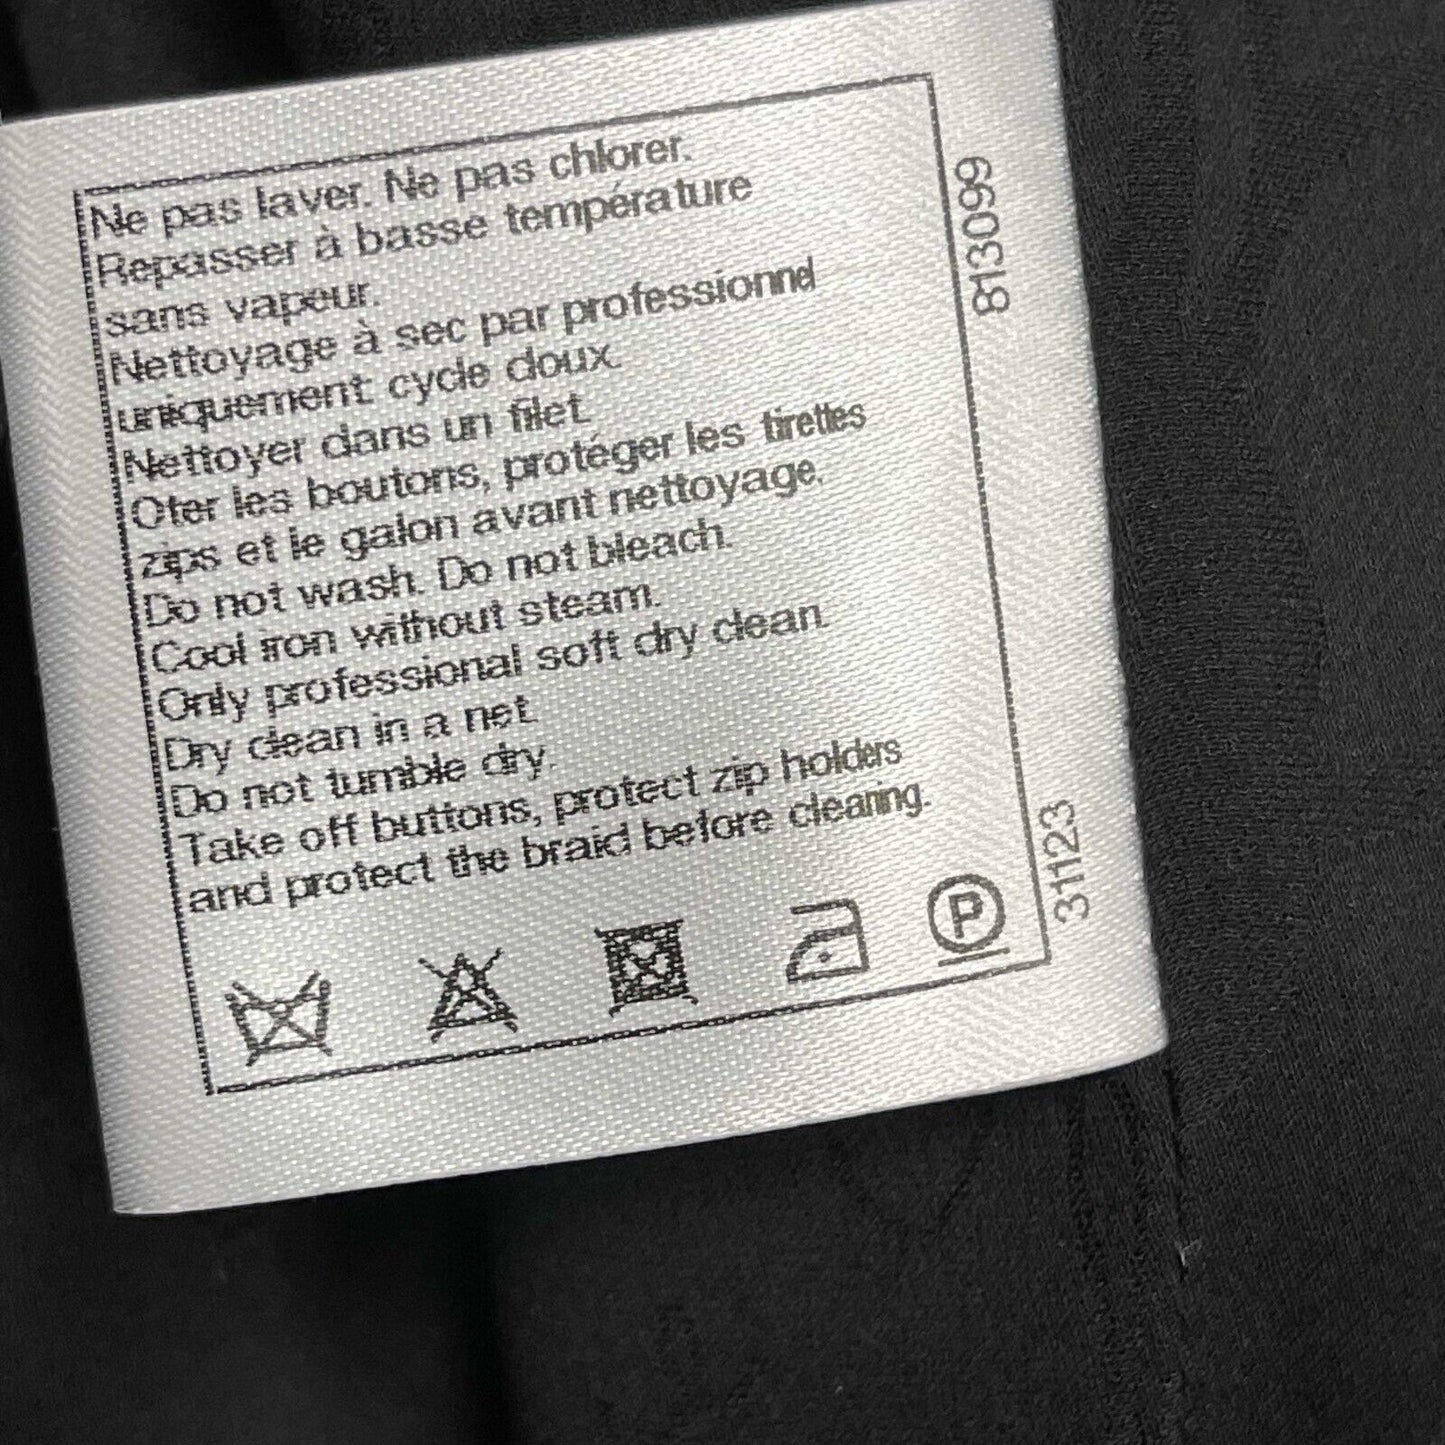 Ne pas laver. Ne pas chlorer.
Repasser à basse température
sans vapeur.
Nettoyage à sec par professionnel
uniquement cycle doux.
Nettoyer dans un filet.
Oter les boutons, protéger les tirettes
zips et le galon avant nettoyage.
Do not wash. Do not bleach.
Cool iron without steam.
Only professional soft dry clean.
Dry clean in a net.
Do not tumble dry.
Take off buttons, protect zip holders
and protect the braid before cleaning.
P
813099
31123